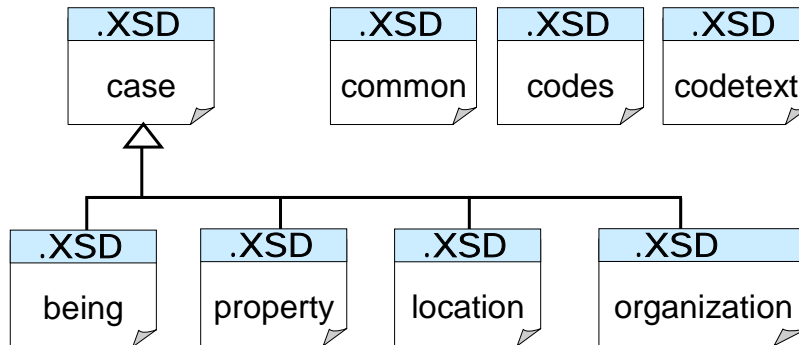 .XSD
case
.XSD
common
.XSD
codes
.XSD
codetext
.XSD
being
.XSD
property
.XSD
location
.XSD
organization